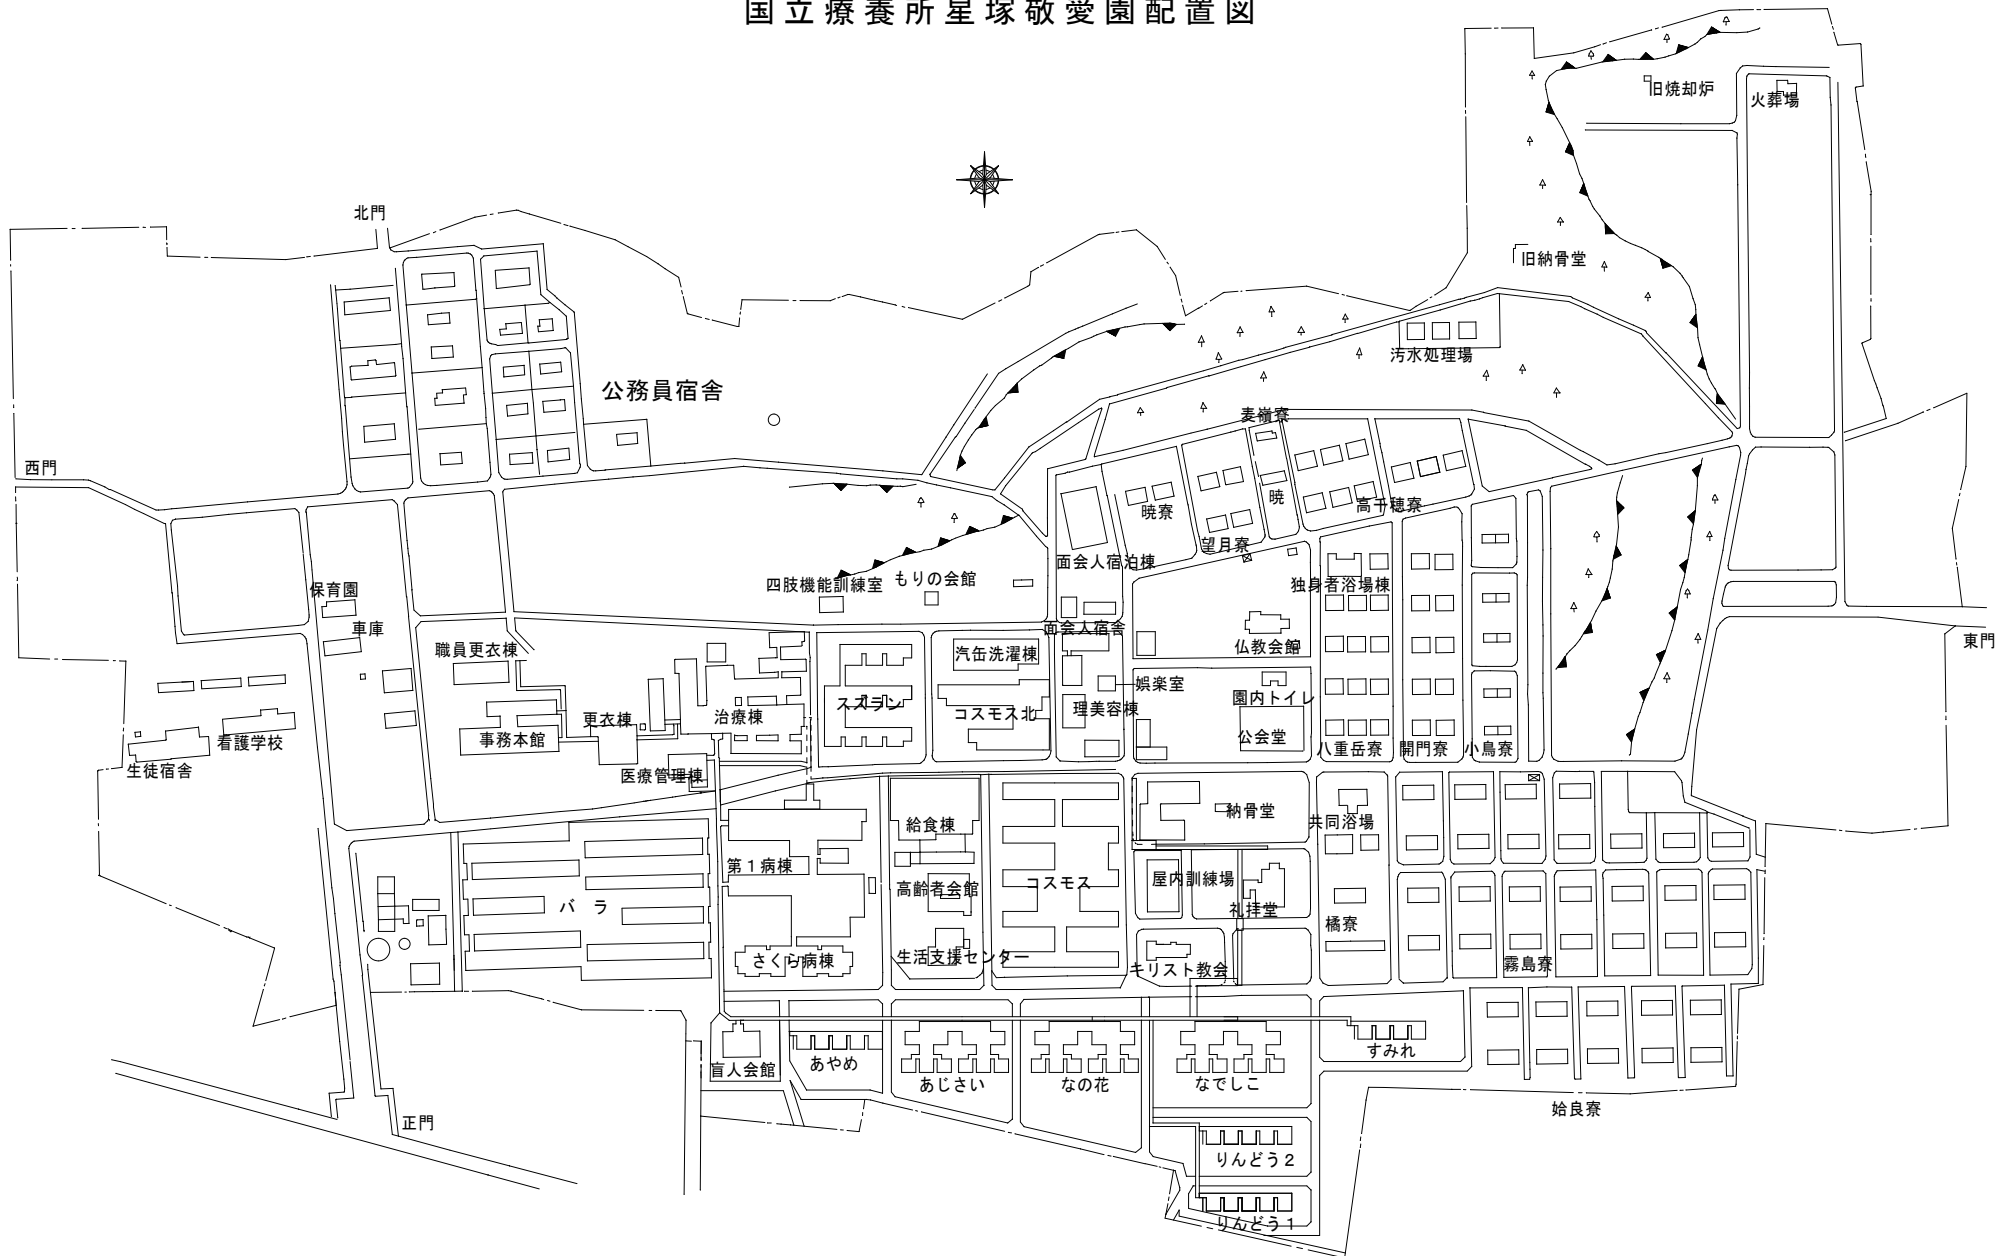 国立療養所星塚敬愛園配置図
旧焼却炉
火葬場
北門
旧納骨堂
汚水処理場
公務員宿舎
麦嶺寮
西門
暁
高千穂寮
暁寮
望月寮
面会人宿泊棟
四肢機能訓練室
もりの会館
独身者浴場棟
保育園
車庫
面会人宿舎
仏教会館
東門
職員更衣棟
汽缶洗濯棟
娯楽室
園内トイレ
スズラン
コスモス北
理美容棟
更衣棟
治療棟
事務本館
看護学校
公会堂
八重岳寮
開門寮
小鳥寮
生徒宿舎
医療管理棟
納骨堂
共同浴場
給食棟
第1病棟
高齢者会館
コスモス
屋内訓練場
バラ
礼拝堂
橘寮
さくら病棟
生活支援センター
キリスト教会
霧島寮
すみれ
盲人会館
あやめ
あじさい
なの花
なでしこ
姶良寮
正門
りんどう2
りんどう1